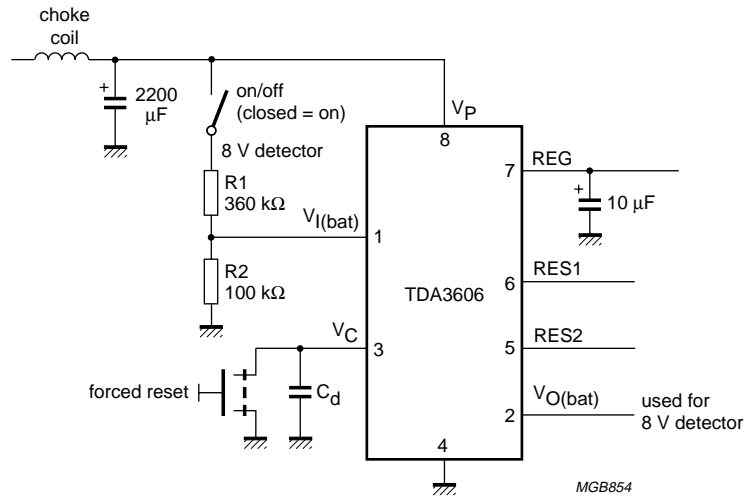 choke
coil
+
2200
µF
on/off
(closed = on)
8 V detector
R1
360 kΩ
V_I(bat)
R2
100 kΩ
V_C
forced reset
C_d
V_P
8
1
3
4
TDA3606
7
6
5
2
REG
+
10 µF
RES1
RES2
V_O(bat)
used for
8 V detector
MGB854